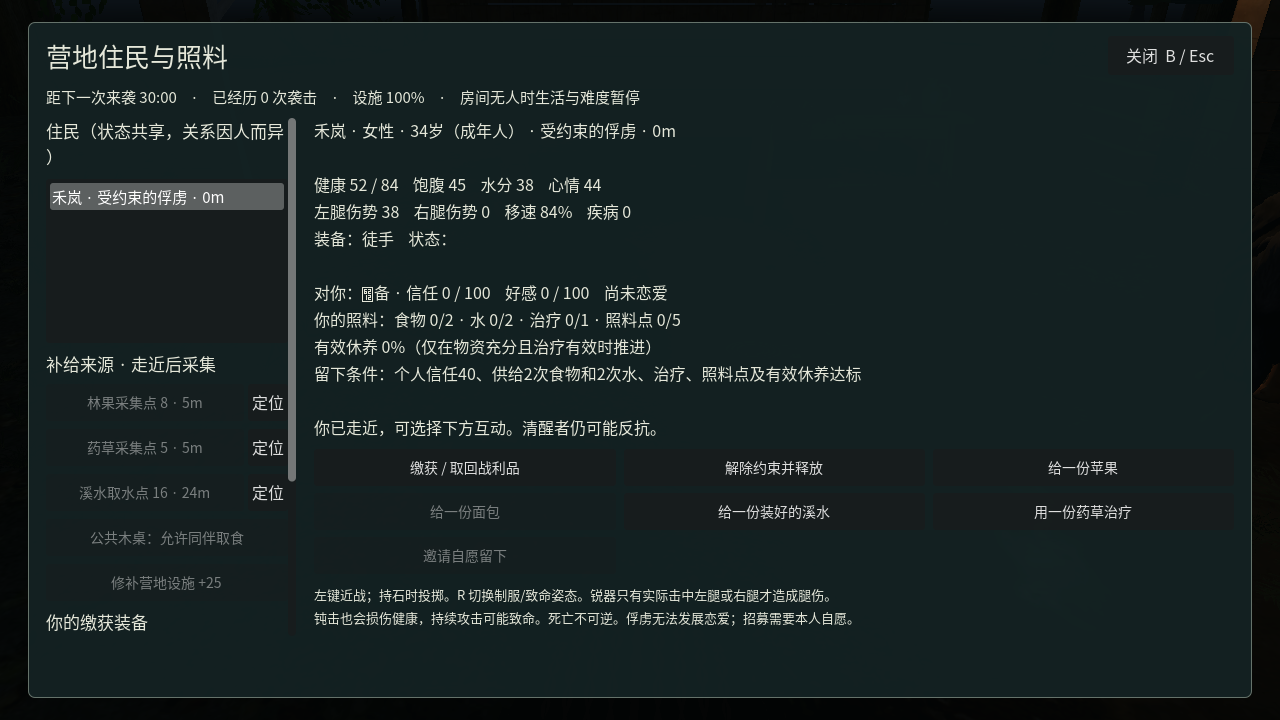 营地住民与照料
关闭 B / Esc
距下一次来袭 30:00 · 已经历 0 次袭击 · 设施 100% · 房间无人时生活与难度暂停
住民（状态共享，关系因人而异
）
禾岚 · 受约束的俘虏 · 0m
补给来源 · 走近后采集
林果采集点 8 · 5m
定位
药草采集点 5 · 5m
定位
溪水取水点 16 · 24m
定位
公共木桌：允许同伴取食
修补营地设施 +25
你的缴获装备
禾岚 · 女性 · 34岁（成年人） · 受约束的俘虏 · 0m
健康 52 / 84 饱腹 45 水分 38 心情 44
左腿伤势 38 右腿伤势 0 移速 84% 疾病 0
装备：徒手 状态：
对你：备 · 信任 0 / 100 好感 0 / 100 尚未恋爱
你的照料：食物 0/2 · 水 0/2 · 治疗 0/1 · 照料点 0/5
有效休养 0%（仅在物资充分且治疗有效时推进）
留下条件：个人信任40、供给2次食物和2次水、治疗、照料点及有效休养达标
你已走近，可选择下方互动。清醒者仍可能反抗。
缴获 / 取回战利品
解除约束并释放
给一份苹果
给一份面包
给一份装好的溪水
用一份药草治疗
邀请自愿留下
左键近战；持石时投掷。R 切换制服/致命姿态。锐器只有实际击中左腿或右腿才造成腿伤。
钝击也会损伤健康，持续攻击可能致命。死亡不可逆。俘虏无法发展恋爱；招募需要本人自愿。